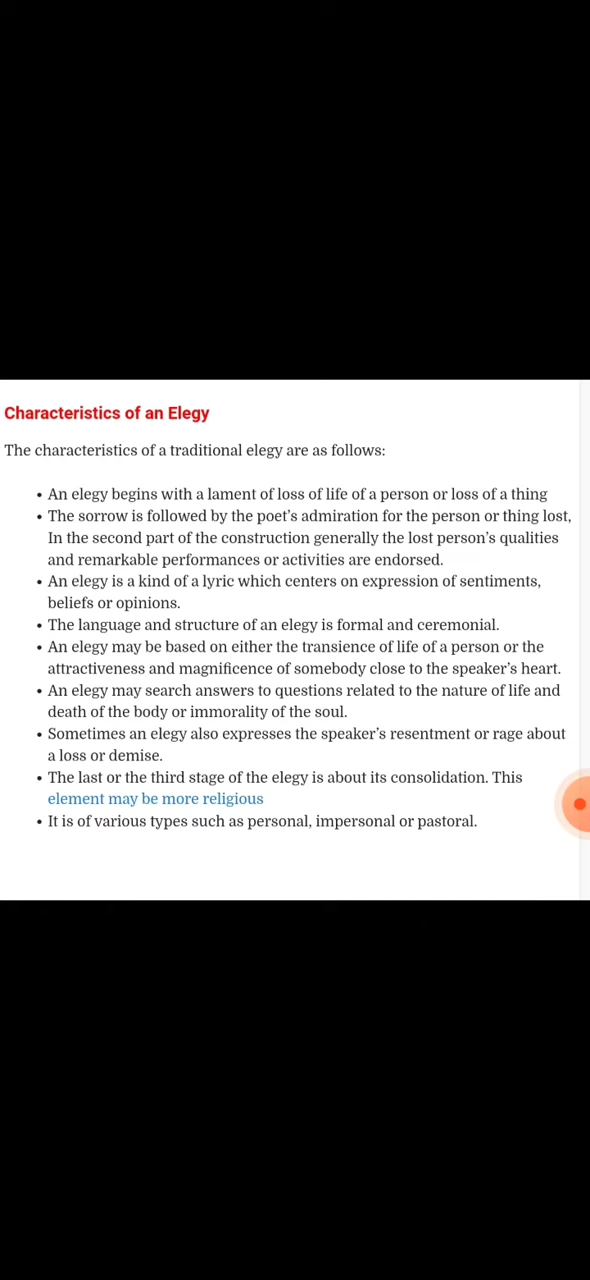 Characteristics of an Elegy
The characteristics of a traditional elegy are as follows:
• An elegy begins with a lament of loss of life of a person or loss of a thing
• The sorrow is followed by the poet's admiration for the person or thing lost,
In the second part of the construction generally the lost person's qualities
and remarkable performances or activities are endorsed.
• An elegy is a kind of a lyric which centers on expression of sentiments,
beliefs or opinions.
• The language and structure of an elegy is formal and ceremonial.
• An elegy may be based on either the transience of life of a person or the
attractiveness and magnificence of somebody close to the speaker's heart.
• An elegy may search answers to questions related to the nature of life and
death of the body or immorality of the soul.
• Sometimes an elegy also expresses the speaker's resentment or rage about
a loss or demise.
• The last or the third stage of the elegy is about its consolidation. This
element may be more religious
• It is of various types such as personal, impersonal or pastoral.